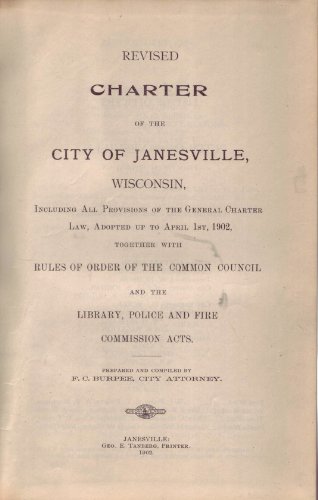 REVISED
CHARTER
OF THE
CITY OF JANESVILLE,
WISCONSIN,
INCLUDING ALL PROVISIONS OF THE GENERAL CHARTER
LAW, ADOPTED UP TO APRIL 1ST, 1902,
TOGETHER WITH
RULES OF ORDER OF THE COMMON COUNCIL
AND THE
LIBRARY, POLICE AND FIRE
COMMISSION ACTS.
PREPARED AND COMPILED BY
F. C. BURPEE, CITY ATTORNEY.
JANESVILLE:
GEO. E. TANBERG, PRINTER.
1902.